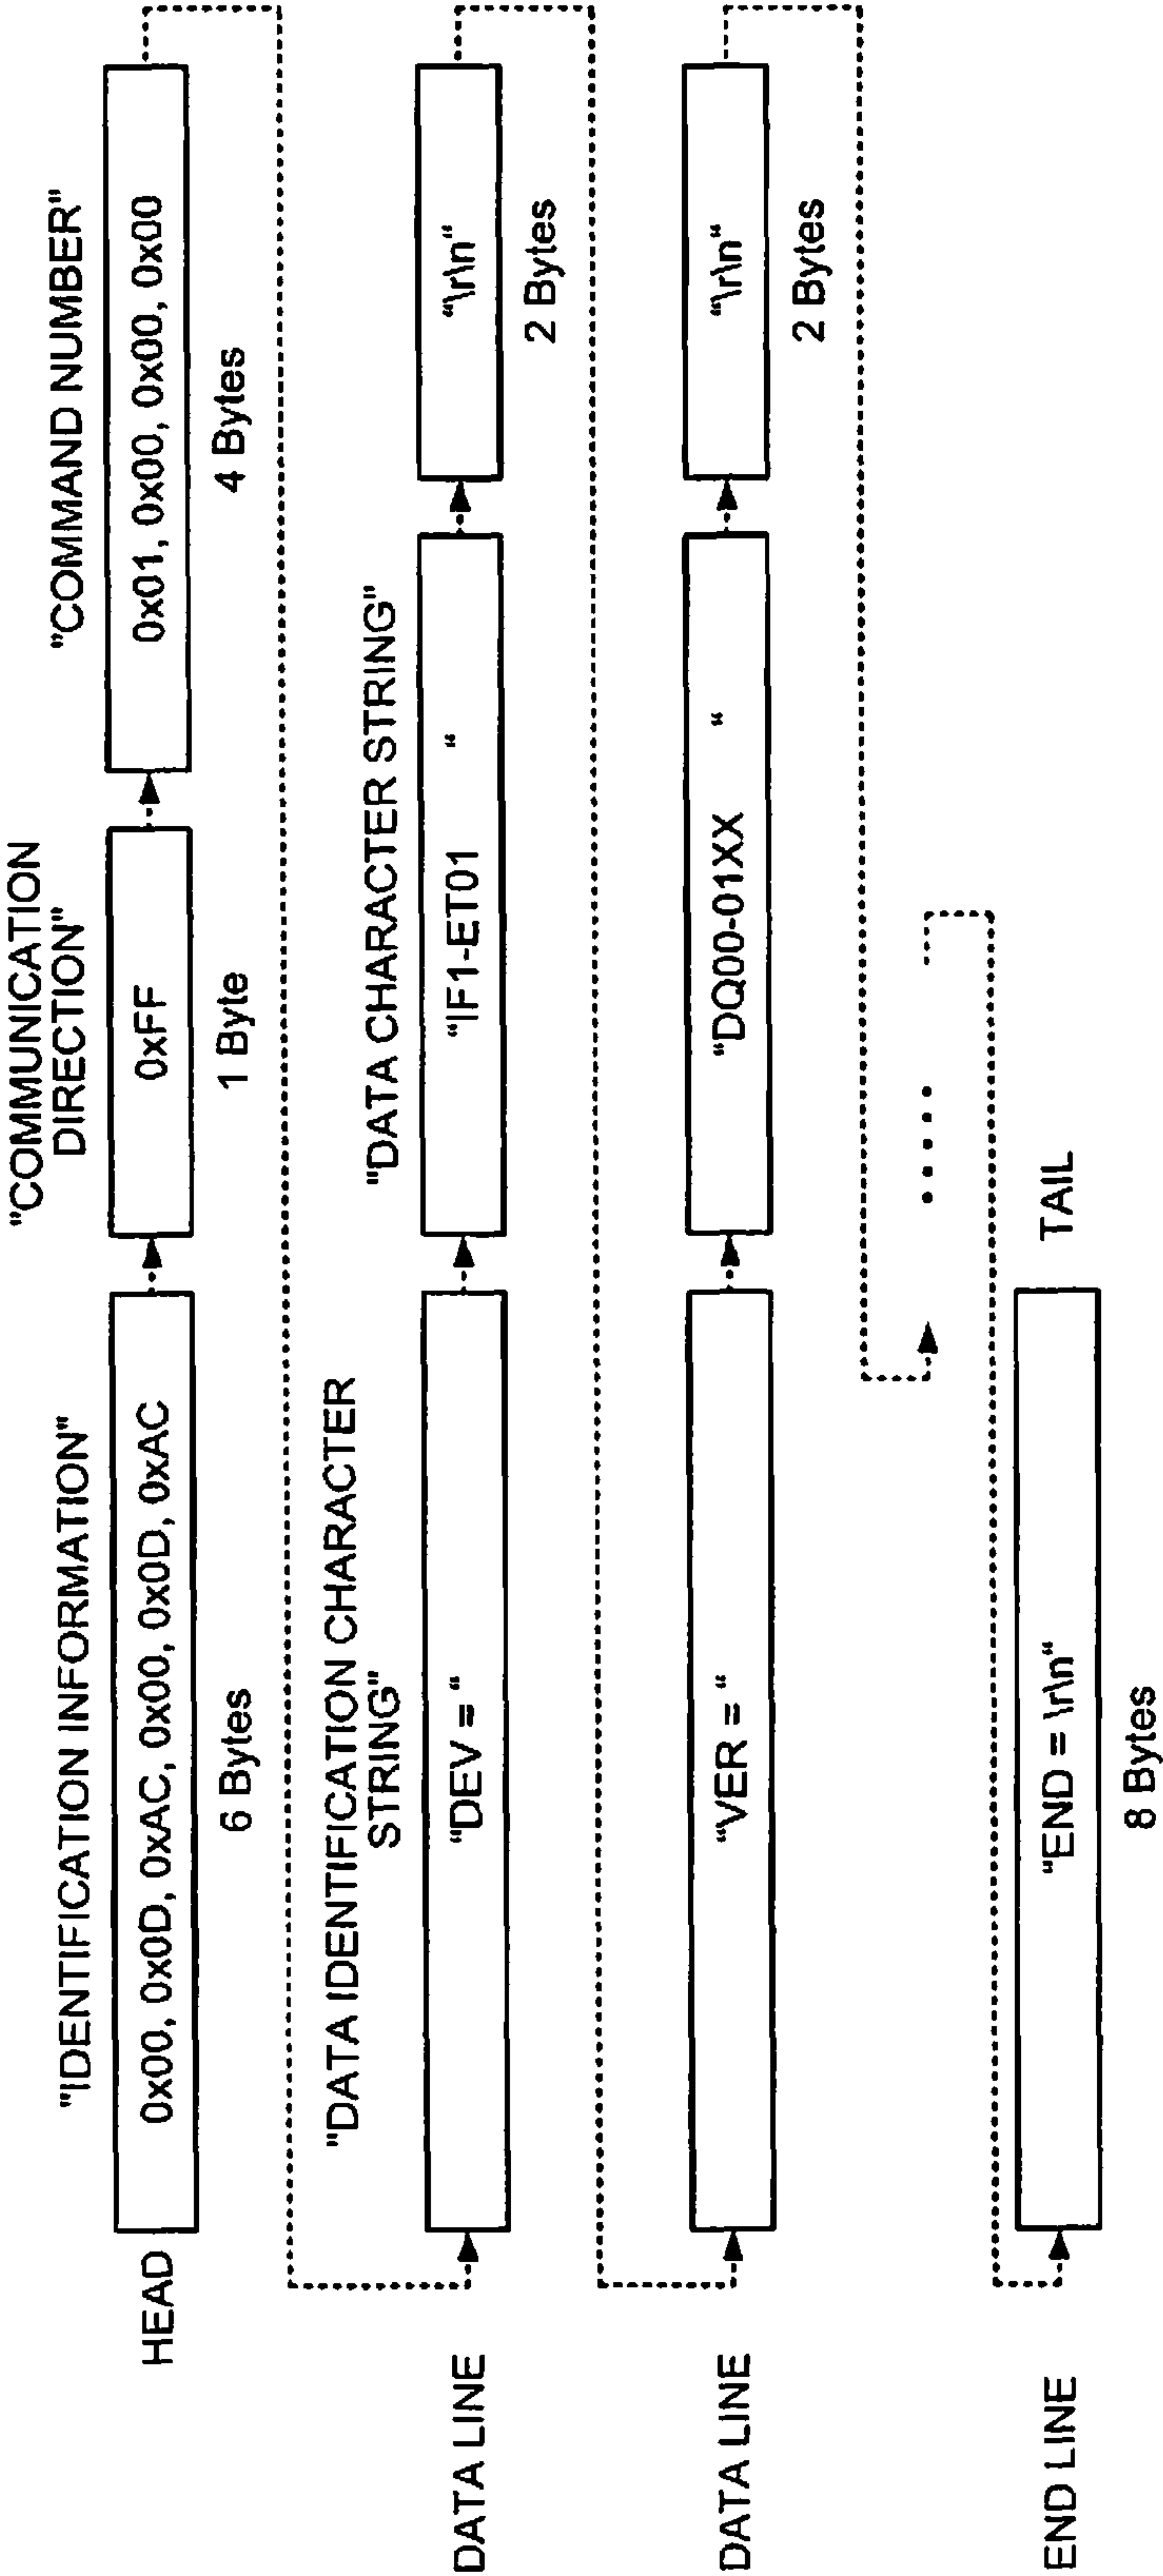 "IDENTIFICATION INFORMATION"
"COMMUNICATION
DIRECTION"
"COMMAND NUMBER"
HEAD
0x00, 0x0D, 0xAC, 0x00, 0x0D, 0xAC
0xFF
0x01, 0x00, 0x00, 0x00
6 Bytes
1 Byte
4 Bytes
"DATA IDENTIFICATION CHARACTER
STRING"
"DATA CHARACTER STRING"
DATA LINE
“DEV = “
“IF1-ET01 “
“\r\n“
2 Bytes
DATA LINE
“VER = “
“DQ00-01XX “
“\r\n“
2 Bytes
.....
END LINE
“END = \r\n“
TAIL
8 Bytes